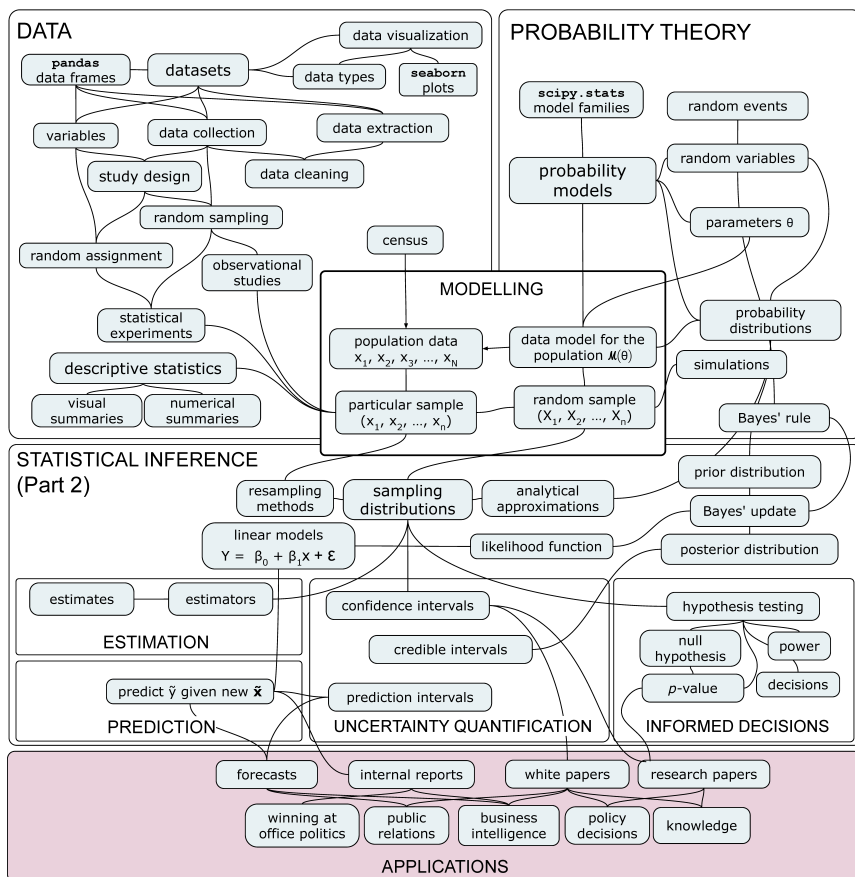 DATA
pandas
data frames
datasets
data visualization
data types
seaborn
plots
variables
data collection
data extraction
study design
data cleaning
random sampling
random assignment
observational
studies
census
statistical
experiments
descriptive statistics
visual
summaries
numerical
summaries
PROBABILITY THEORY
scipy.stats
model families
random events
random variables
probability
models
parameters θ
probability
distributions
simulations
Bayes' rule
MODELLING
population data
x₁, x₂, x₃, …, x_N
data model for the
population ℳ(θ)
particular sample
(x₁, x₂, …, xₙ)
random sample
(X₁, X₂, …, Xₙ)
STATISTICAL INFERENCE
(Part 2)
resampling
methods
sampling
distributions
analytical
approximations
prior distribution
Bayes' update
linear models
Y = β₀ + β₁x + ε
likelihood function
posterior distribution
estimates
estimators
ESTIMATION
predict ỹ given new x̃
PREDICTION
confidence intervals
credible intervals
prediction intervals
UNCERTAINTY QUANTIFICATION
hypothesis testing
null
hypothesis
power
p-value
decisions
INFORMED DECISIONS
forecasts
internal reports
white papers
research papers
winning at
office politics
public
relations
business
intelligence
policy
decisions
knowledge
APPLICATIONS